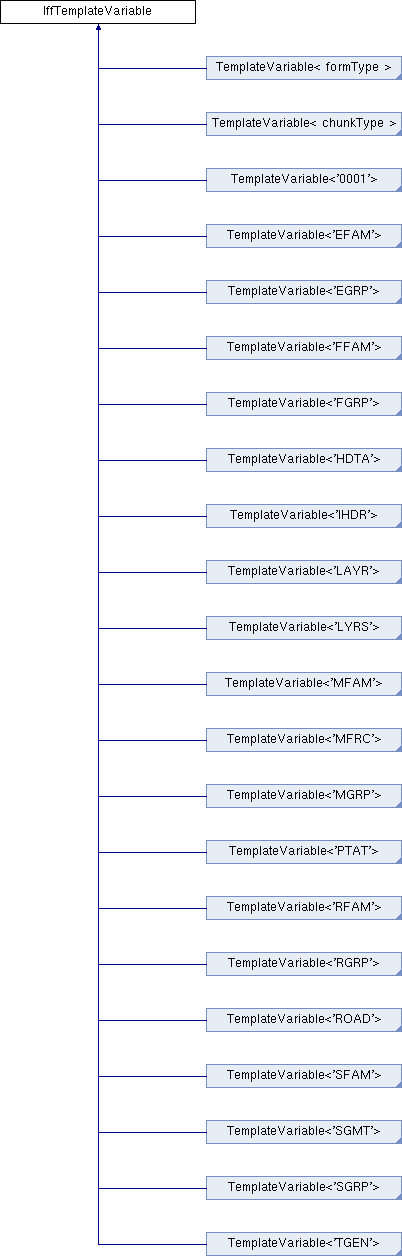 IffTemplateVariable
TemplateVariable< formType >
TemplateVariable< chunkType >
TemplateVariable<'0001'>
TemplateVariable<'EFAM'>
TemplateVariable<'EGRP'>
TemplateVariable<'FFAM'>
TemplateVariable<'FGRP'>
TemplateVariable<'HDTA'>
TemplateVariable<'IHDR'>
TemplateVariable<'LAYR'>
TemplateVariable<'LYRS'>
TemplateVariable<'MFAM'>
TemplateVariable<'MFRC'>
TemplateVariable<'MGRP'>
TemplateVariable<'PTAT'>
TemplateVariable<'RFAM'>
TemplateVariable<'RGRP'>
TemplateVariable<'ROAD'>
TemplateVariable<'SFAM'>
TemplateVariable<'SGMT'>
TemplateVariable<'SGRP'>
TemplateVariable<'TGEN'>